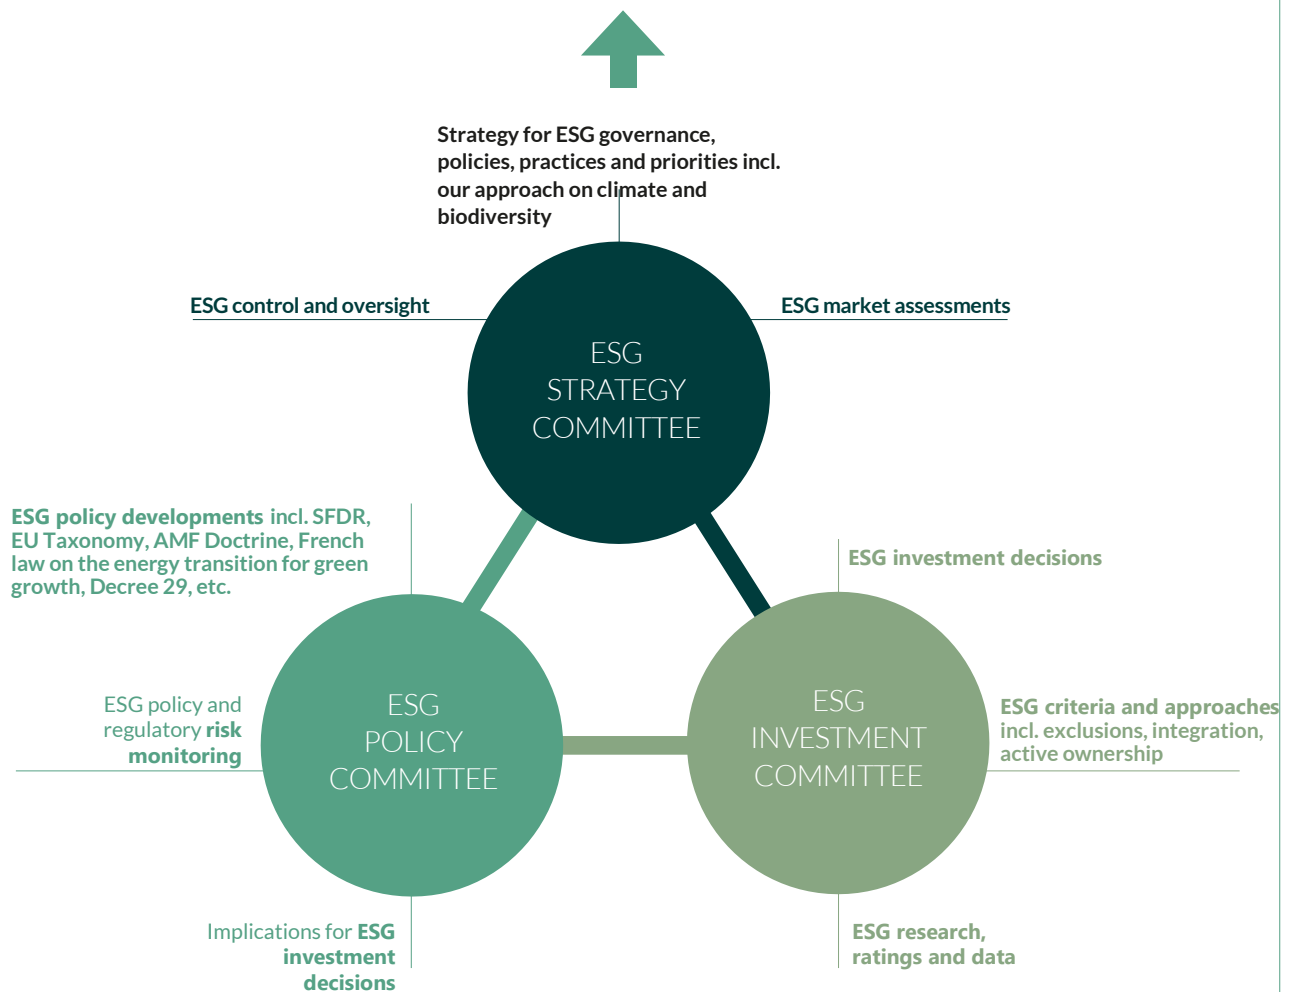 Strategy for ESG governance,
policies, practices and priorities incl.
our approach on climate and
biodiversity
ESG control and oversight
ESG market assessments
ESG
STRATEGY
COMMITTEE
ESG policy developments incl. SFDR,
EU Taxonomy, AMF Doctrine, French
law on the energy transition for green
growth, Decree 29, etc.
ESG investment decisions
ESG policy and
regulatory risk
monitoring
ESG
POLICY
COMMITTEE
ESG
INVESTMENT
COMMITTEE
ESG criteria and approaches
incl. exclusions, integration,
active ownership
Implications for ESG
investment
decisions
ESG research,
ratings and data